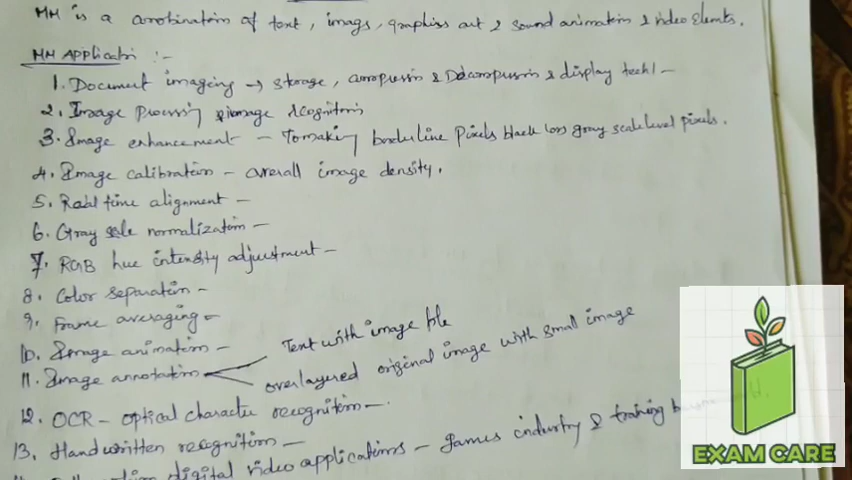 MM is a combination of text, imags, graphics art & sound animation & video Elemets.
MM Application :-
1. Document imaging → storage, compression & Decompression & display tech! -
2. Image Processing & image recognition
3. Image enhancement - To making borderline Pixels black less gray scale level pixels.
4. Image calibration - overall image density.
5. Real time alignment -
6. Gray scale normalization -
7. RGB hue intensity adjustment -
8. Color separation -
9. Frame averaging -
10. Image animation -
11. Image annotation
Text with image file
overlayered original image with small image
12. OCR - optical character recognition -.
13. Handwritten recognition -
digital video applications - games industry & training
EXAM CARE